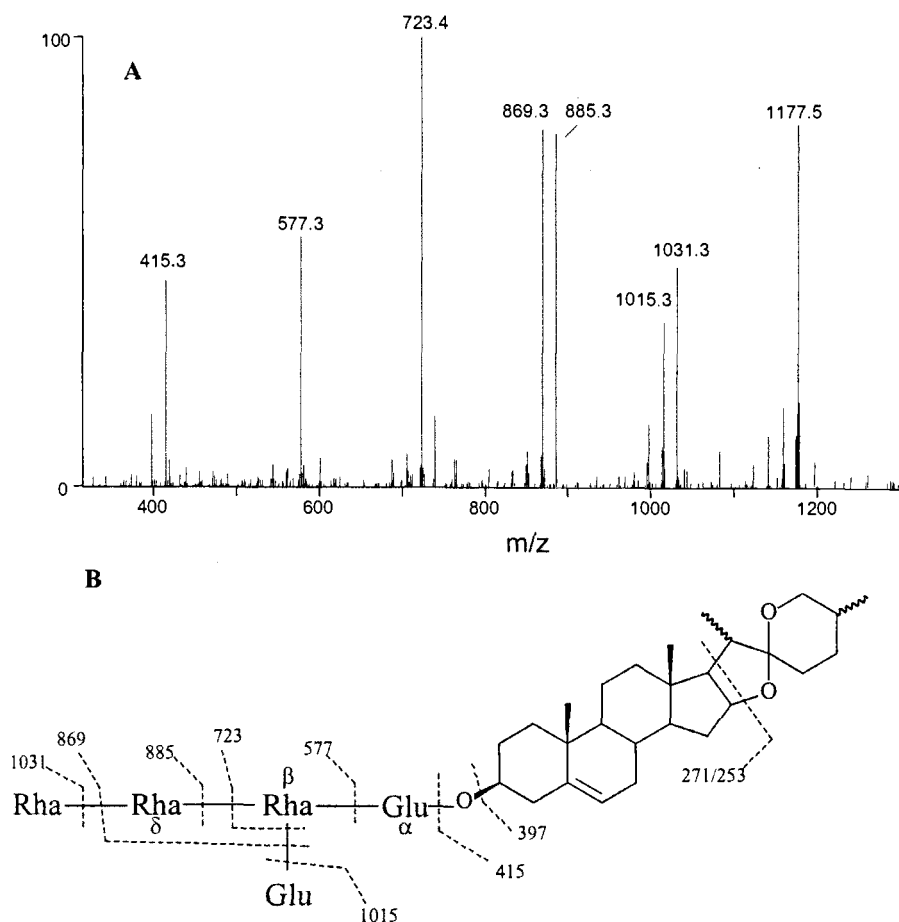 100
A
723.4
869.3
885.3
1177.5
577.3
415.3
1031.3
1015.3
0
400
600
800
1000
1200
m/z
B
O
O
869
1031
885
723
577
β
271/253
Rha
Rha
Rha
Glu
O
δ
α
397
415
Glu
1015